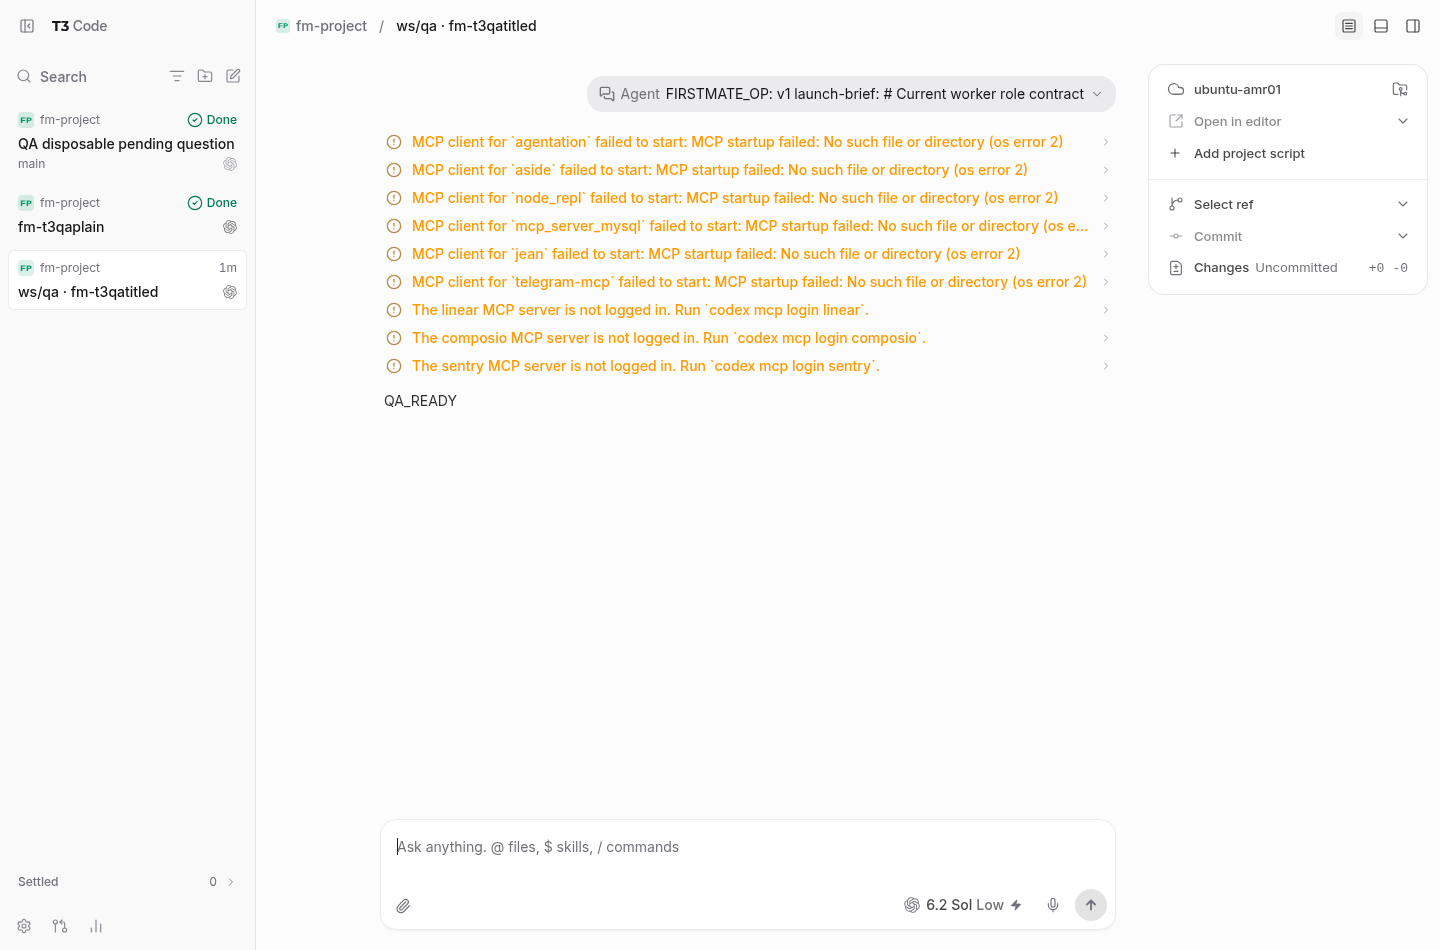 T3 Code
Search
FP fm-project Done
QA disposable pending question
main
FP fm-project Done
fm-t3qaplain
FP fm-project 1m
ws/qa · fm-t3qatitled
Settled 0
FP fm-project / ws/qa · fm-t3qatitled
Agent FIRSTMATE_OP: v1 launch-brief: # Current worker role contract
MCP client for `agentation` failed to start: MCP startup failed: No such file or directory (os error 2)
MCP client for `aside` failed to start: MCP startup failed: No such file or directory (os error 2)
MCP client for `node_repl` failed to start: MCP startup failed: No such file or directory (os error 2)
MCP client for `mcp_server_mysql` failed to start: MCP startup failed: No such file or directory (os e...
MCP client for `jean` failed to start: MCP startup failed: No such file or directory (os error 2)
MCP client for `telegram-mcp` failed to start: MCP startup failed: No such file or directory (os error 2)
The linear MCP server is not logged in. Run `codex mcp login linear`.
The composio MCP server is not logged in. Run `codex mcp login composio`.
The sentry MCP server is not logged in. Run `codex mcp login sentry`.
QA_READY
Ask anything. @ files, $ skills, / commands
6.2 Sol Low
ubuntu-amr01
Open in editor
Add project script
Select ref
Commit
Changes Uncommitted +0 -0